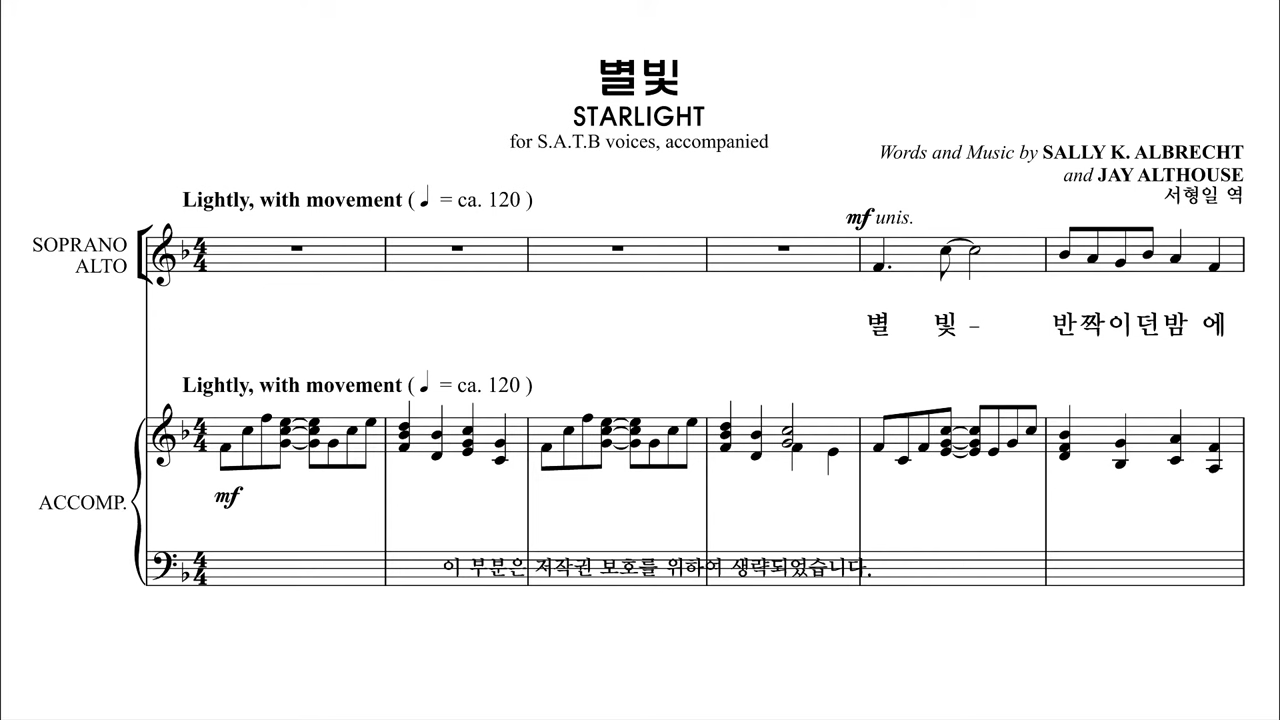 별빛
STARLIGHT
for S.A.T.B voices, accompanied
Words and Music by SALLY K. ALBRECHT
and JAY ALTHOUSE
서형일 역
Lightly, with movement ( ♩ = ca. 120 )
mf unis.
SOPRANO
ALTO
별 빛 – 반짝이던밤 에
Lightly, with movement ( ♩ = ca. 120 )
mf
ACCOMP.
이 부분은 저작권 보호를 위하여 생략되었습니다.